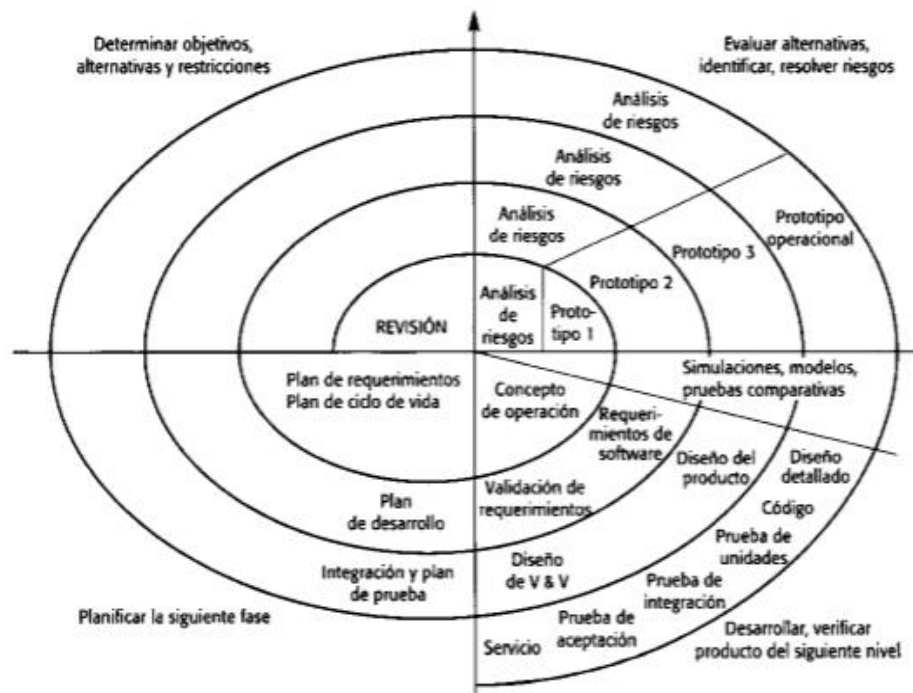 Determinar objetivos,
alternativas y restricciones
Evaluar alternativas,
identificar, resolver riesgos
Análisis
de riesgos
Análisis
de riesgos
Análisis
de riesgos
Análisis
de
riesgos
Proto-
tipo 1
Prototipo 2
Prototipo 3
Prototipo
operacional
REVISIÓN
Plan de requerimientos
Plan de ciclo de vida
Concepto
de operación
Simulaciones, modelos,
pruebas comparativas
Requeri-
mientos de
software
Diseño del
producto
Diseño
detallado
Código
Plan
de desarrollo
Validación de
requerimientos
Prueba de
unidades
Integración y plan
de prueba
Diseño
de V & V
Prueba de
integración
Planificar la siguiente fase
Servicio
Prueba de
aceptación
Desarrollar, verificar
producto del siguiente nivel